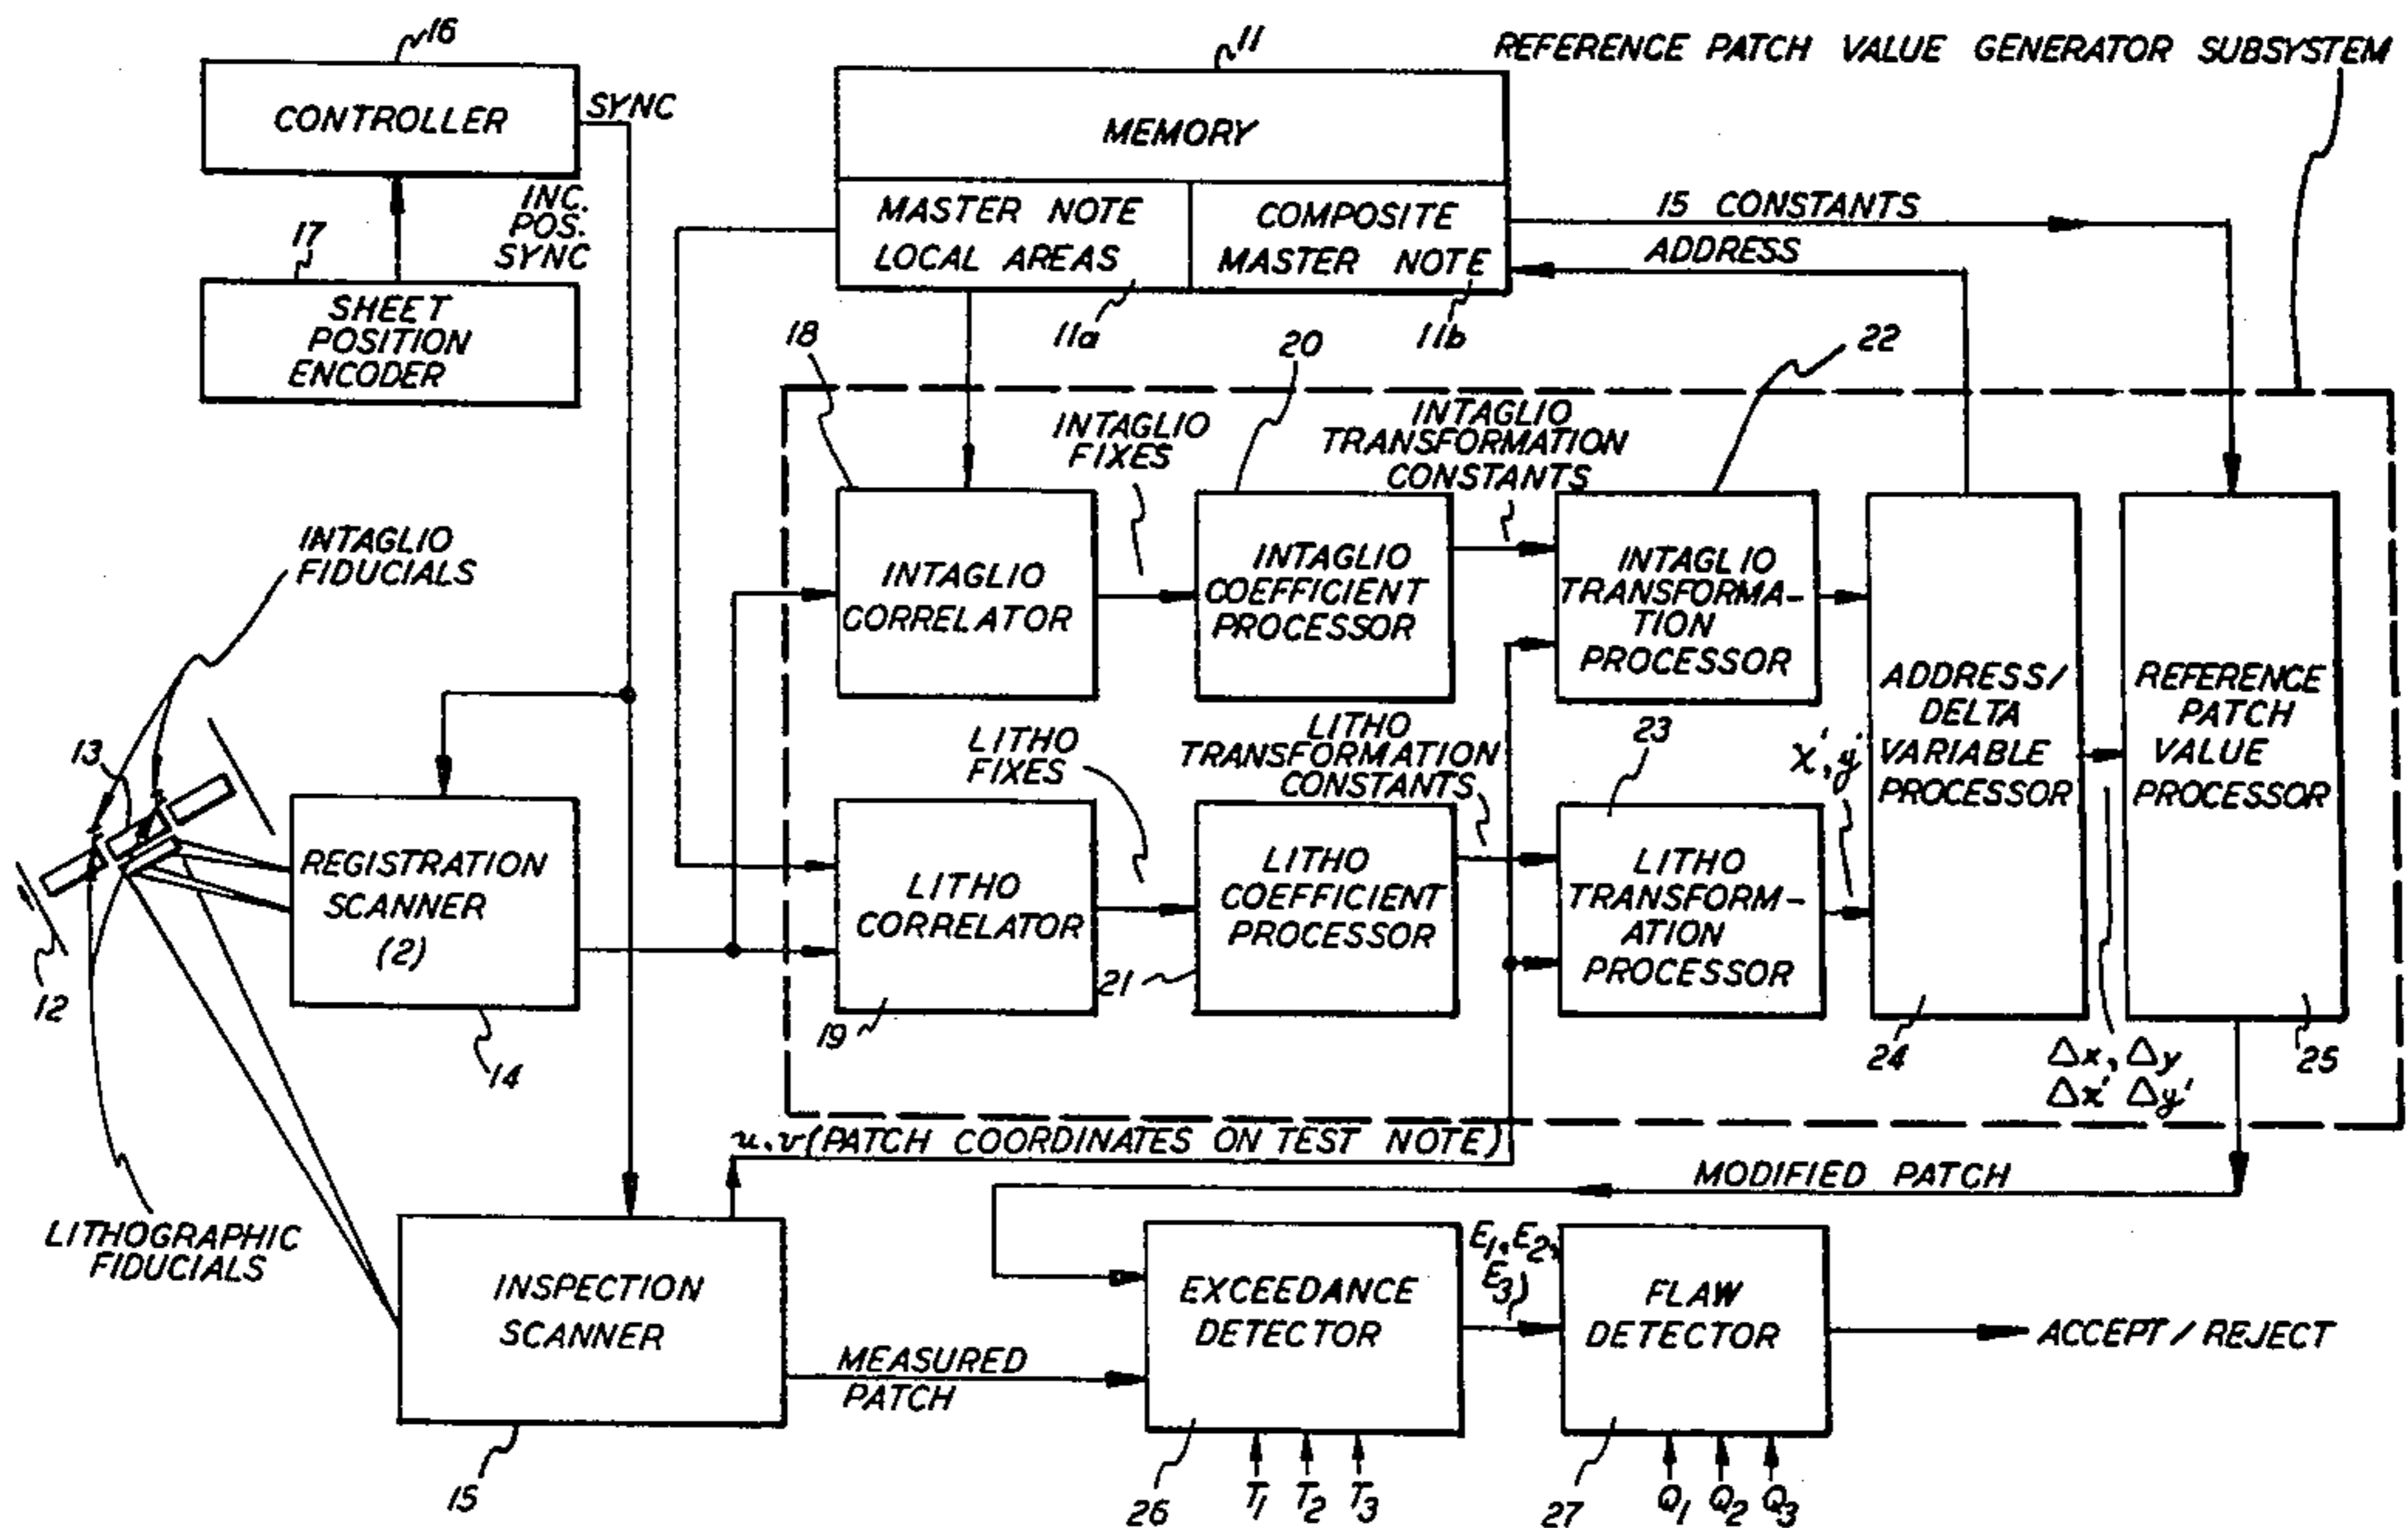 16
11
REFERENCE PATCH VALUE GENERATOR SUBSYSTEM
CONTROLLER
SYNC
MEMORY
INC.
POS.
SYNC
17
MASTER NOTE
LOCAL AREAS
COMPOSITE
MASTER NOTE
15 CONSTANTS
ADDRESS
SHEET
POSITION
ENCODER
11a
11b
18
20
22
INTAGLIO
FIXES
INTAGLIO
TRANSFORMATION
CONSTANTS
INTAGLIO
FIDUCIALS
INTAGLIO
CORRELATOR
INTAGLIO
COEFFICIENT
PROCESSOR
INTAGLIO
TRANSFORMA-
TION
PROCESSOR
ADDRESS/
DELTA
VARIABLE
PROCESSOR
REFERENCE
PATCH
VALUE
PROCESSOR
13
LITHO
FIXES
LITHO
TRANSFORMATION
CONSTANTS
23
x',y'
REGISTRATION
SCANNER
(2)
LITHO
CORRELATOR
LITHO
COEFFICIENT
PROCESSOR
LITHO
TRANSFORM-
ATION
PROCESSOR
12
14
19
21
24
Δx, Δy
Δx' Δy'
25
u.v (PATCH COORDINATES ON TEST NOTE)
MODIFIED PATCH
LITHOGRAPHIC
FIDUCIALS
INSPECTION
SCANNER
MEASURED
PATCH
EXCEEDANCE
DETECTOR
E1, E2,
E3
FLAW
DETECTOR
ACCEPT / REJECT
15
26
T1 T2 T3
27
Q1 Q2 Q3